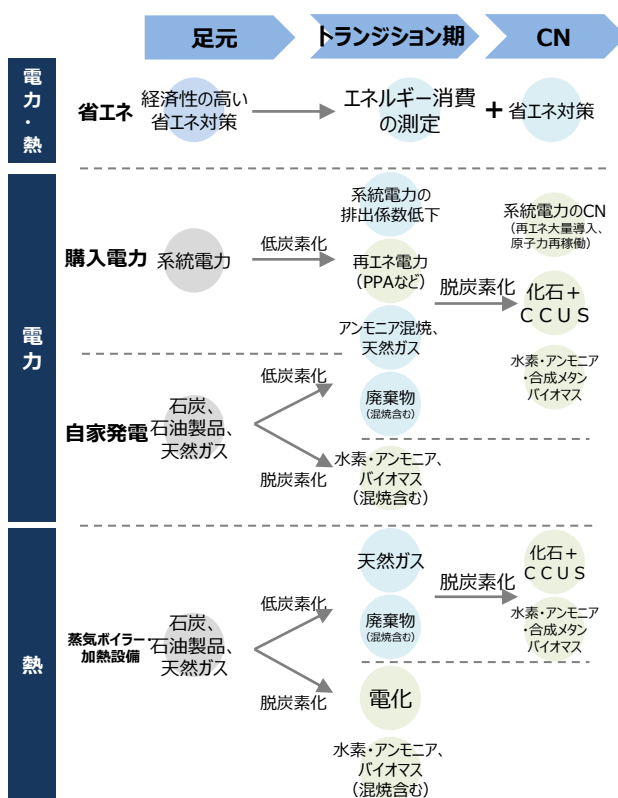 足元
トランジション期
CN
電力・熱
省エネ
経済性の高い
省エネ対策
エネルギー消費
の測定
+
省エネ対策
電力
購入電力
系統電力
低炭素化
系統電力の
排出係数低下
再エネ電力
(PPAなど)
アンモニア混焼、
天然ガス
脱炭素化
系統電力のCN
(再エネ大量導入、
原子力再稼働)
化石+
CCUS
水素・アンモニア
・合成メタン
バイオマス
自家発電
石炭、
石油製品、
天然ガス
低炭素化
脱炭素化
廃棄物
(混焼含む)
水素・アンモニア、
バイオマス
(混焼含む)
熱
蒸気ボイラー・
加熱設備
石炭、
石油製品、
天然ガス
低炭素化
脱炭素化
天然ガス
廃棄物
(混焼含む)
脱炭素化
化石+
CCUS
水素・アンモニア
・合成メタン
バイオマス
電化
水素・アンモニア、
バイオマス
(混焼含む)